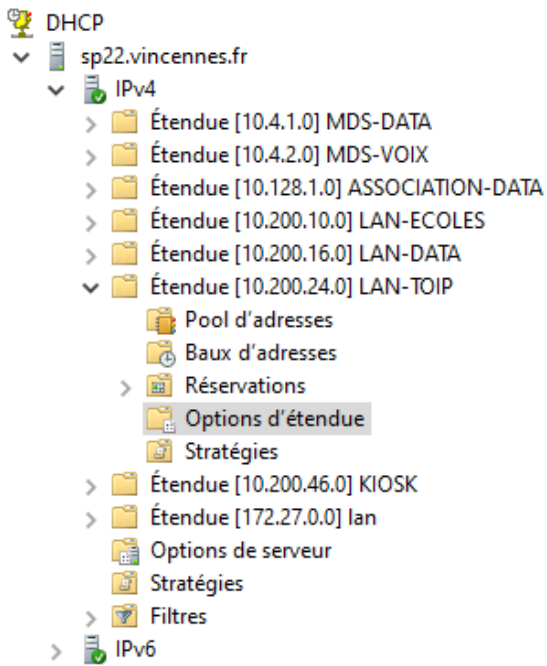 DHCP
sp22.vincennes.fr
IPv4
Étendue [10.4.1.0] MDS-DATA
Étendue [10.4.2.0] MDS-VOIX
Étendue [10.128.1.0] ASSOCIATION-DATA
Étendue [10.200.10.0] LAN-ECOLES
Étendue [10.200.16.0] LAN-DATA
Étendue [10.200.24.0] LAN-TOIP
Pool d'adresses
Baux d'adresses
Réservations
Options d'étendue
Stratégies
Étendue [10.200.46.0] KIOSK
Étendue [172.27.0.0] lan
Options de serveur
Stratégies
Filtres
IPv6